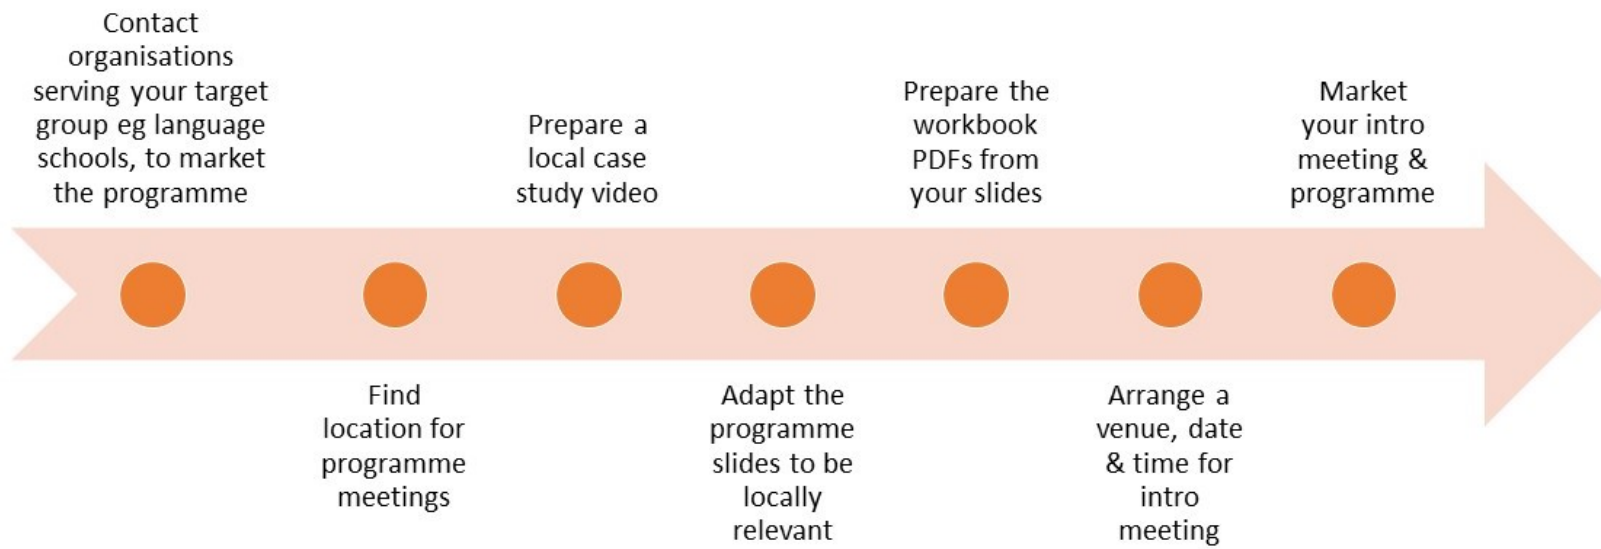 Contact
organisations
serving your target
group eg language
schools, to market
the programme
Find
location for
programme
meetings
Prepare a
local case
study video
Adapt the
programme
slides to be
locally
relevant
Prepare the
workbook
PDFs from
your slides
Arrange a
venue, date
& time for
intro
meeting
Market
your intro
meeting &
programme